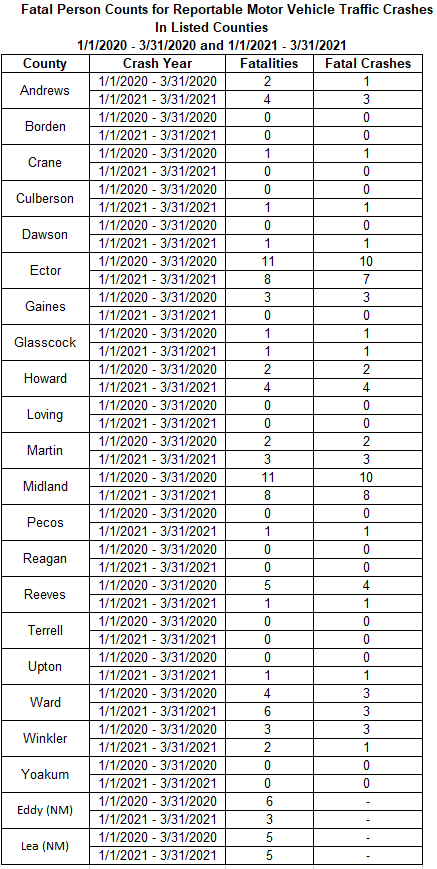 Fatal Person Counts for Reportable Motor Vehicle Traffic Crashes
In Listed Counties
1/1/2020 - 3/31/2020 and 1/1/2021 - 3/31/2021
County Crash Year Fatalities Fatal Crashes
Andrews 1/1/2020 - 3/31/2020 2 1
1/1/2021 - 3/31/2021 4 3
Borden 1/1/2020 - 3/31/2020 0 0
1/1/2021 - 3/31/2021 0 0
Crane 1/1/2020 - 3/31/2020 1 1
1/1/2021 - 3/31/2021 0 0
Culberson 1/1/2020 - 3/31/2020 0 0
1/1/2021 - 3/31/2021 1 1
Dawson 1/1/2020 - 3/31/2020 0 0
1/1/2021 - 3/31/2021 1 1
Ector 1/1/2020 - 3/31/2020 11 10
1/1/2021 - 3/31/2021 8 7
Gaines 1/1/2020 - 3/31/2020 3 3
1/1/2021 - 3/31/2021 0 0
Glasscock 1/1/2020 - 3/31/2020 1 1
1/1/2021 - 3/31/2021 1 1
Howard 1/1/2020 - 3/31/2020 2 2
1/1/2021 - 3/31/2021 4 4
Loving 1/1/2020 - 3/31/2020 0 0
1/1/2021 - 3/31/2021 0 0
Martin 1/1/2020 - 3/31/2020 2 2
1/1/2021 - 3/31/2021 3 3
Midland 1/1/2020 - 3/31/2020 11 10
1/1/2021 - 3/31/2021 8 8
Pecos 1/1/2020 - 3/31/2020 0 0
1/1/2021 - 3/31/2021 1 1
Reagan 1/1/2020 - 3/31/2020 0 0
1/1/2021 - 3/31/2021 0 0
Reeves 1/1/2020 - 3/31/2020 5 4
1/1/2021 - 3/31/2021 1 1
Terrell 1/1/2020 - 3/31/2020 0 0
1/1/2021 - 3/31/2021 0 0
Upton 1/1/2020 - 3/31/2020 0 0
1/1/2021 - 3/31/2021 1 1
Ward 1/1/2020 - 3/31/2020 4 3
1/1/2021 - 3/31/2021 6 3
Winkler 1/1/2020 - 3/31/2020 3 3
1/1/2021 - 3/31/2021 2 1
Yoakum 1/1/2020 - 3/31/2020 0 0
1/1/2021 - 3/31/2021 0 0
Eddy (NM) 1/1/2020 - 3/31/2020 6 -
1/1/2021 - 3/31/2021 3 -
Lea (NM) 1/1/2020 - 3/31/2020 5 -
1/1/2021 - 3/31/2021 5 -